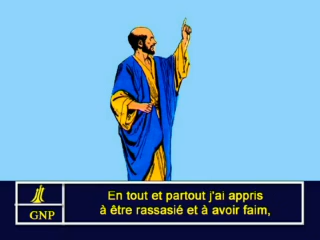 En tout et partout j'ai appris
à être rassasié et à avoir faim,
GNP